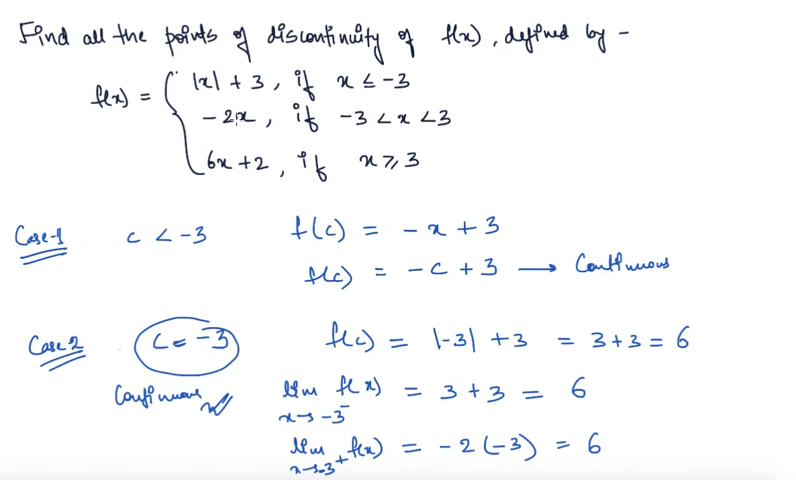 Find all the points of discontinuity of f(x), defined by -
f(x) = { |x| + 3, if x ≤ -3
-2x, if -3 < x < 3
6x + 2, if x ⩾ 3
Case-1 c < -3 f(c) = -x + 3
f(c) = -c + 3 → Continuous
Case 2 c = -3 f(c) = |-3| + 3 = 3 + 3 = 6
Continuous ✓ lim x→-3⁻ f(x) = 3 + 3 = 6
lim x→-3⁺ f(x) = -2(-3) = 6